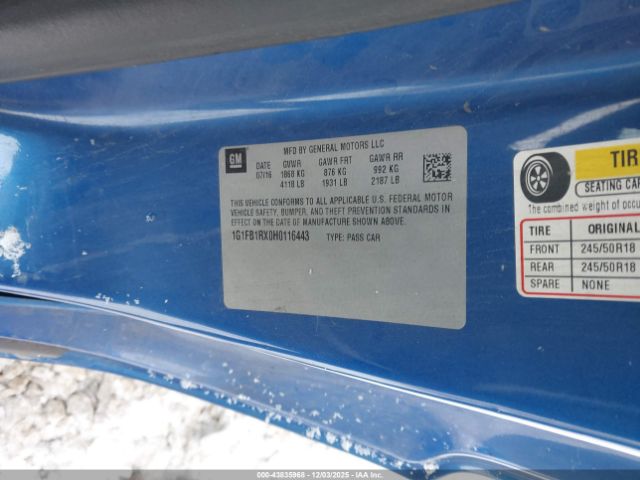 GM
MFD BY GENERAL MOTORS LLC
DATE GVWR GAWR FRT GAWR RR
07/16 1868 KG 876 KG 992 KG
4118 LB 1931 LB 2187 LB
THIS VEHICLE CONFORMS TO ALL APPLICABLE U.S. FEDERAL MOTOR
VEHICLE SAFETY, BUMPER, AND THEFT PREVENTION STANDARDS IN
EFFECT ON THE DATE OF MANUFACTURE SHOWN ABOVE.
1G1FB1RX0H0116443 TYPE: PASS CAR
TIR
SEATING CA
The combined weight of occu
TIRE ORIGINAL
FRONT 245/50R18
REAR 245/50R18
SPARE NONE
000-43835968 - 12/03/2025 - IAAI.COM